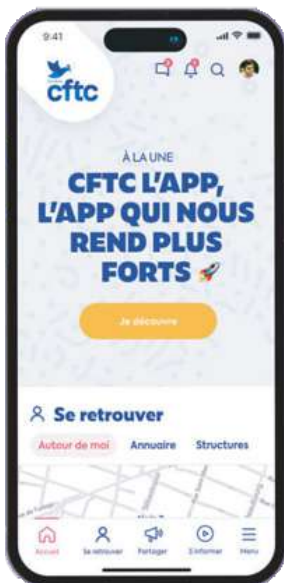 9:41
cftc
À LA UNE
CFTC L'APP,
L'APP QUI NOUS
REND PLUS
FORTS 🚀
Je découvre
Se retrouver
Autour de moi Annuaire Structures
Accueil Se retrouver Partager S'informer Menu